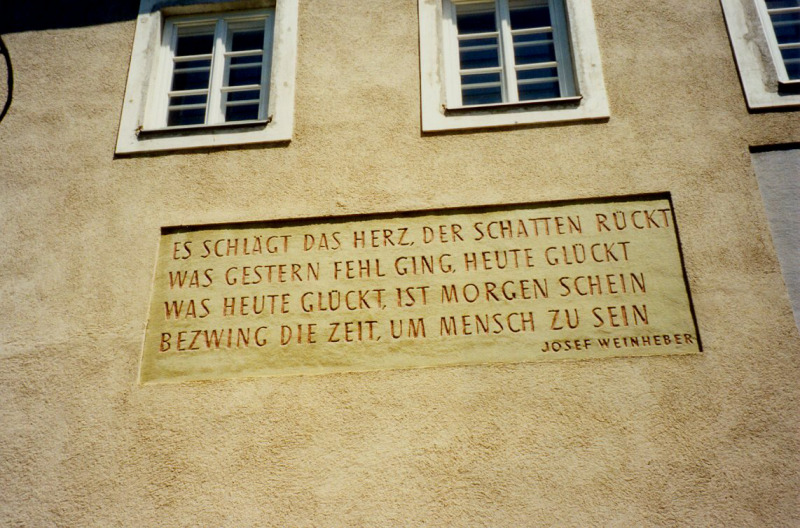 ES SCHLÄGT DAS HERZ, DER SCHATTEN RÜCKT
WAS GESTERN FEHL GING, HEUTE GLÜCKT
WAS HEUTE GLÜCKT, IST MORGEN SCHEIN
BEZWING DIE ZEIT, UM MENSCH ZU SEIN
JOSEF WEINHEBER